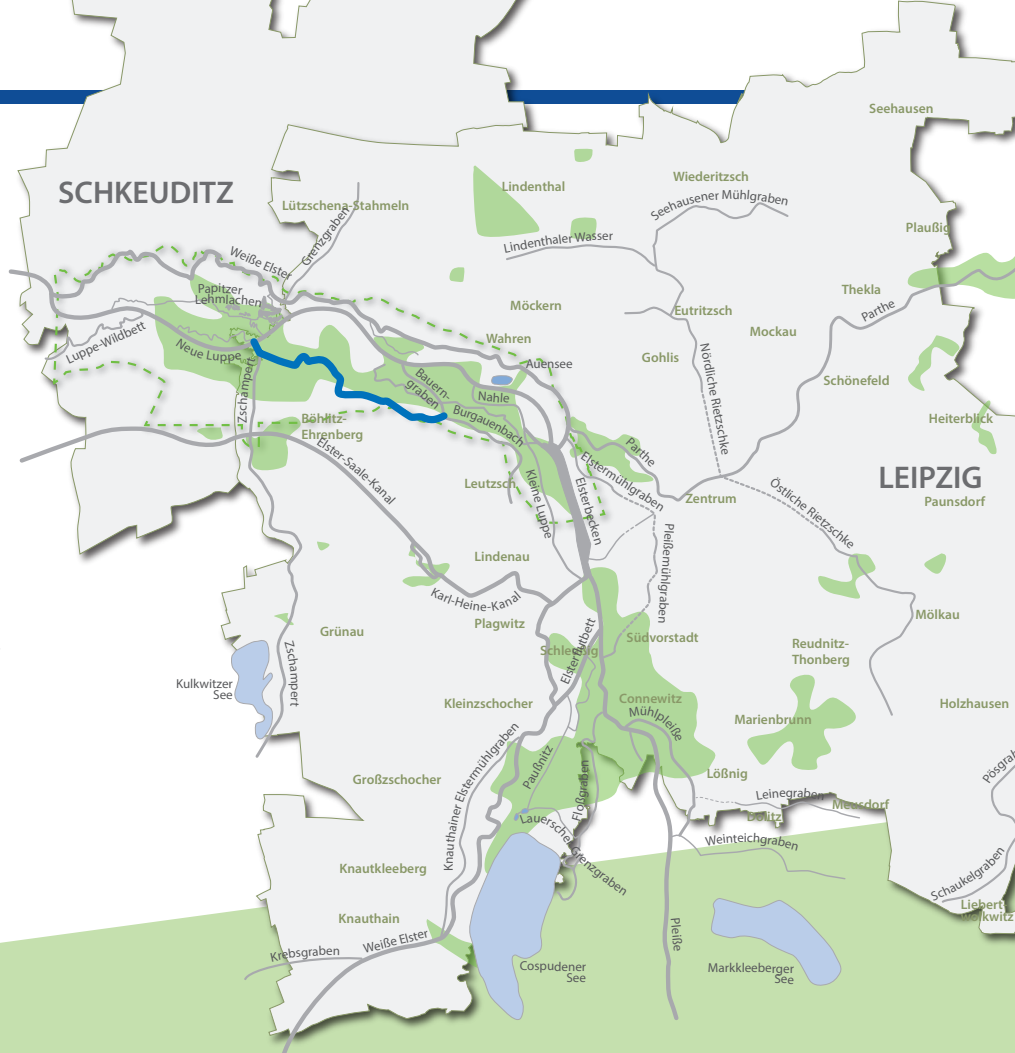 Seehausen
SCHKEUDITZ
Lindenthal
Wiederitzsch
Lützschena-Stahmeln
Seehausener Mühlgraben
Grenzgraben
Plaußig
Lindenthaler Wasser
Weiße Elster
Papitzer
Lehmlachen
Thekla
Parthe
Möckern
Eutritzsch
Mockau
Luppe-Wildbett
Neue Luppe
Wahren
Gohlis
Nördliche Rietzschke
Auensee
Zschampert
Bauern-
graben
Nahle
Schönefeld
Burgauenbach
Böhlitz-
Ehrenberg
Heiterblick
Elster-Saale-Kanal
Parthe
Elstermühlgraben
LEIPZIG
Leutzsch
Kleine Luppe
Elsterbecken
Zentrum
Östliche Rietzschke
Paunsdorf
Pleißemühlgraben
Lindenau
Karl-Heine-Kanal
Plagwitz
Mölkau
Grünau
Zschampert
Schleußig
Elsterflutbett
Südvorstadt
Reudnitz-
Thonberg
Kulkwitzer
See
Kleinzschocher
Connewitz
Mühlpleiße
Marienbrunn
Holzhausen
Knauthainer Elstermühlgraben
Paußnitz
Floßgraben
Großzschocher
Lößnig
Pösgrab
Leinegraben
Meusdorf
Dölitz
Lauerscher Grenzgraben
Weinteichgraben
Knautkleeberg
Schaukelgraben
Liebert-
wolkwitz
Knauthain
Weiße Elster
Krebsgraben
Pleiße
Cospudener
See
Markkleeberger
See